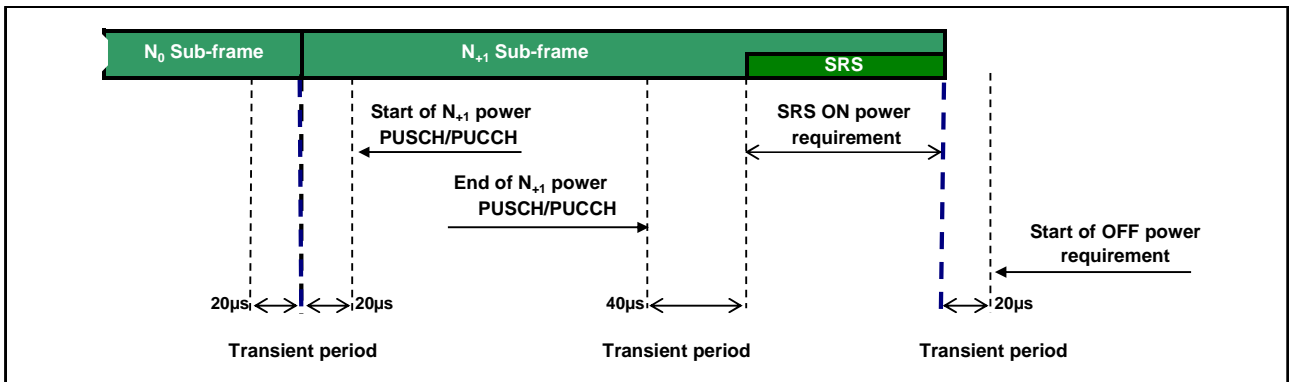 N₀ Sub-frame
N₊₁ Sub-frame
SRS
Start of N₊₁ power
PUSCH/PUCCH
SRS ON power
requirement
End of N₊₁ power
PUSCH/PUCCH
Start of OFF power
requirement
20µs
20µs
40µs
20µs
Transient period
Transient period
Transient period